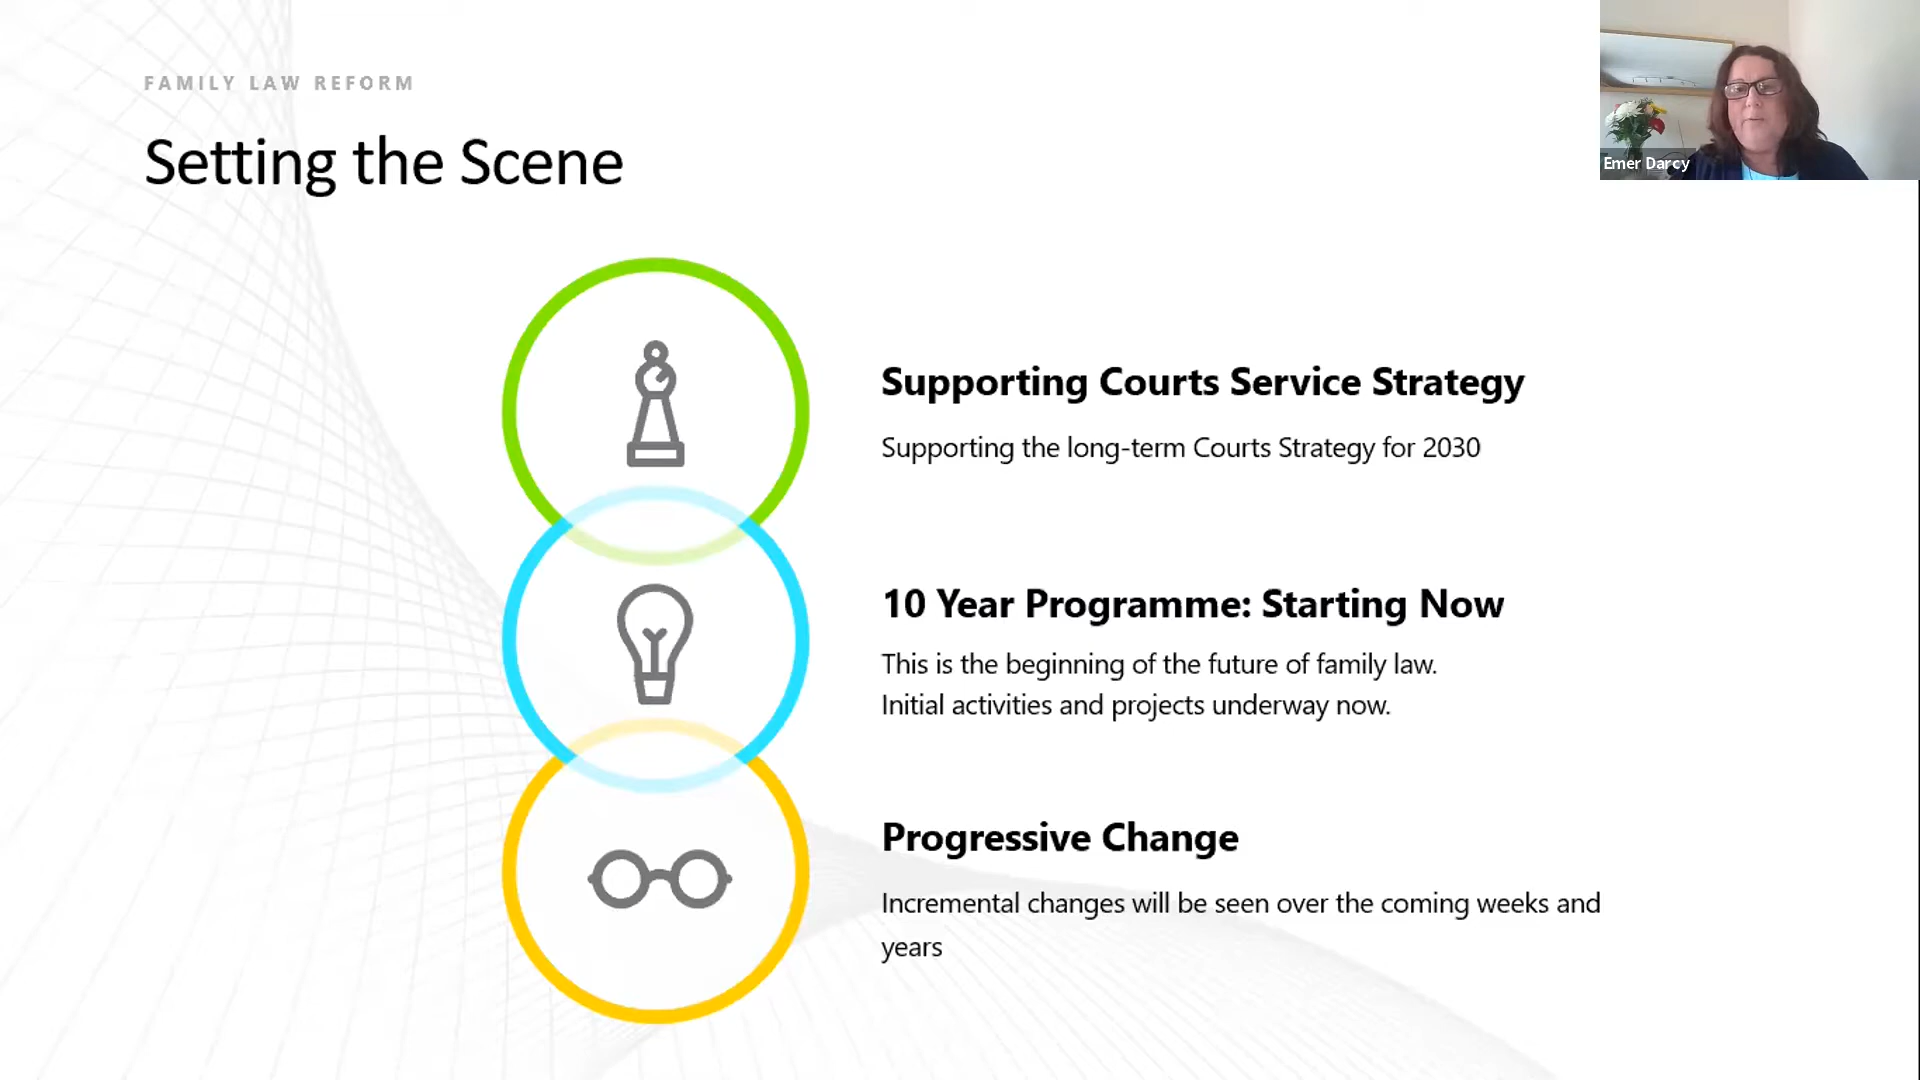 FAMILY LAW REFORM
Setting the Scene
Emer Darcy
Supporting Courts Service Strategy
Supporting the long-term Courts Strategy for 2030
10 Year Programme: Starting Now
This is the beginning of the future of family law.
Initial activities and projects underway now.
Progressive Change
Incremental changes will be seen over the coming weeks and
years